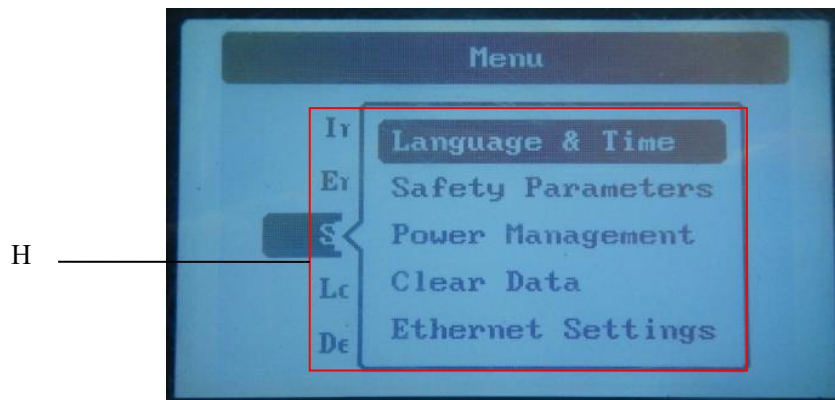 Menu
Language & Time
Safety Parameters
H
Power Management
Clear Data
Ethernet Settings